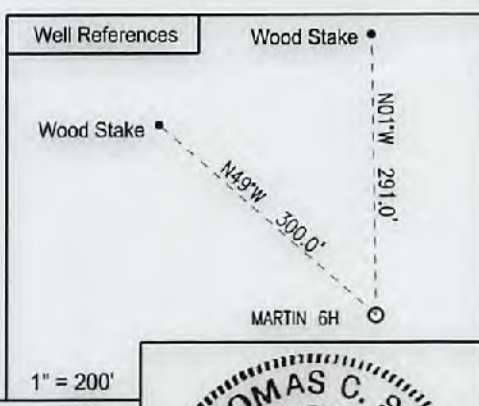 Well References
Wood Stake
Wood Stake
N01°W 291.0'
N49°W 300.0'
MARTIN 6H
1" = 200'
OMAS C. S